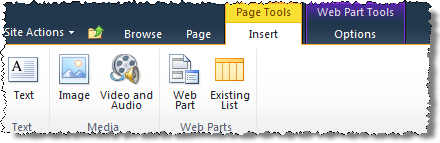 Page Tools Web Part Tools
Site Actions Browse Page Insert Options
Text Image Video and Audio Web Part Existing List
Text Media Web Parts